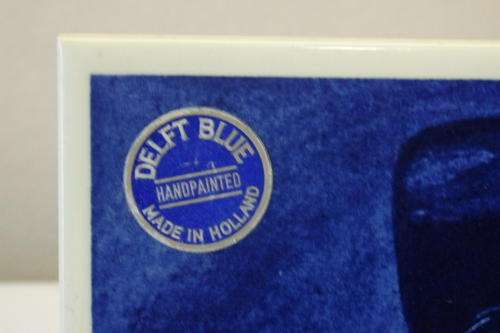 DELFT BLUE
HANDPAINTED
MADE IN HOLLAND